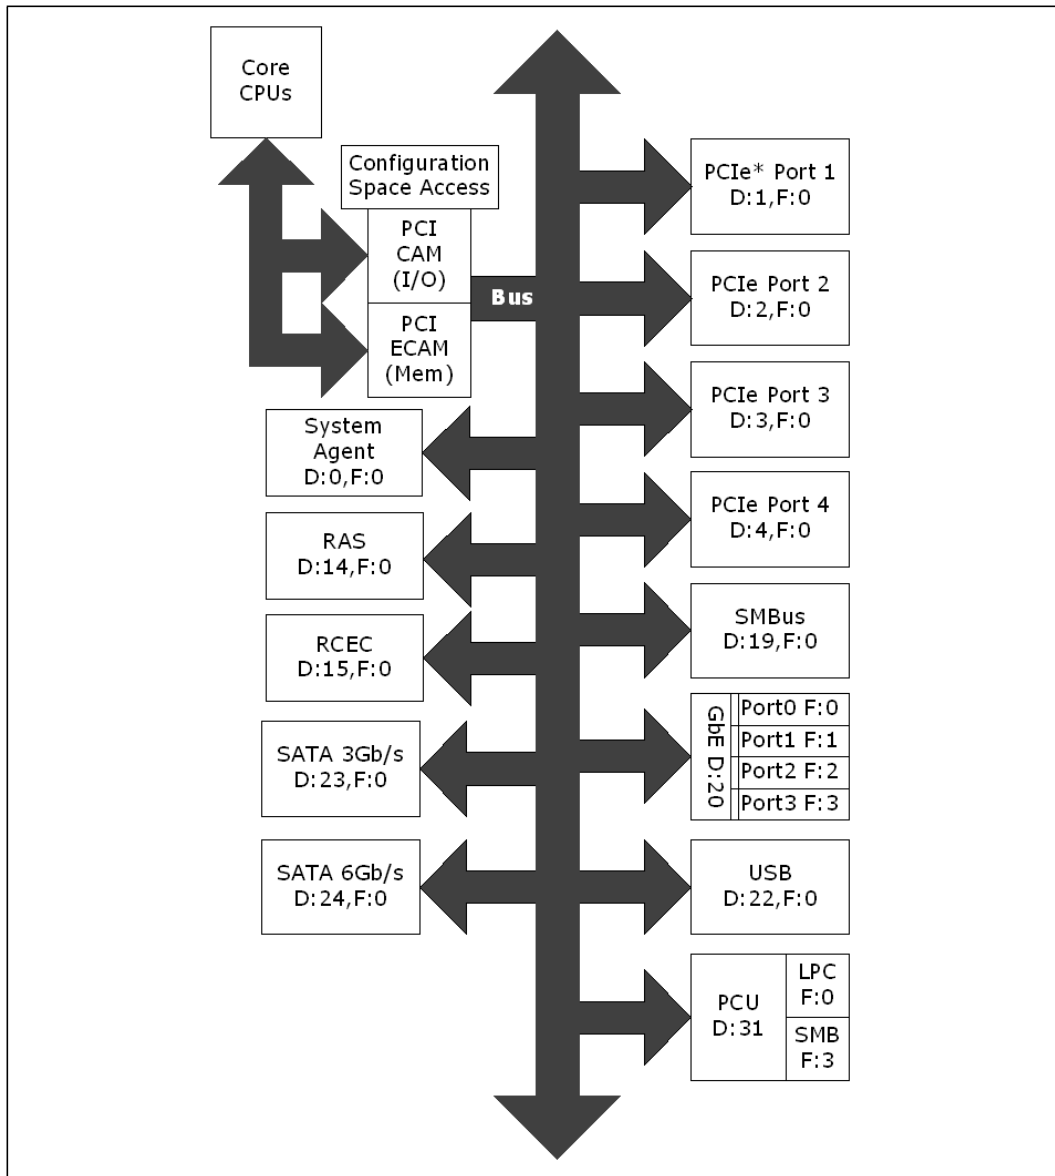 Core
CPUs
Configuration
Space Access
PCI
CAM
(I/O)
PCI
ECAM
(Mem)
Bus
System
Agent
D:0,F:0
RAS
D:14,F:0
RCEC
D:15,F:0
SATA 3Gb/s
D:23,F:0
SATA 6Gb/s
D:24,F:0
PCIe* Port 1
D:1,F:0
PCIe Port 2
D:2,F:0
PCIe Port 3
D:3,F:0
PCIe Port 4
D:4,F:0
SMBus
D:19,F:0
GbE D:20
Port0 F:0
Port1 F:1
Port2 F:2
Port3 F:3
USB
D:22,F:0
PCU
D:31
LPC
F:0
SMB
F:3